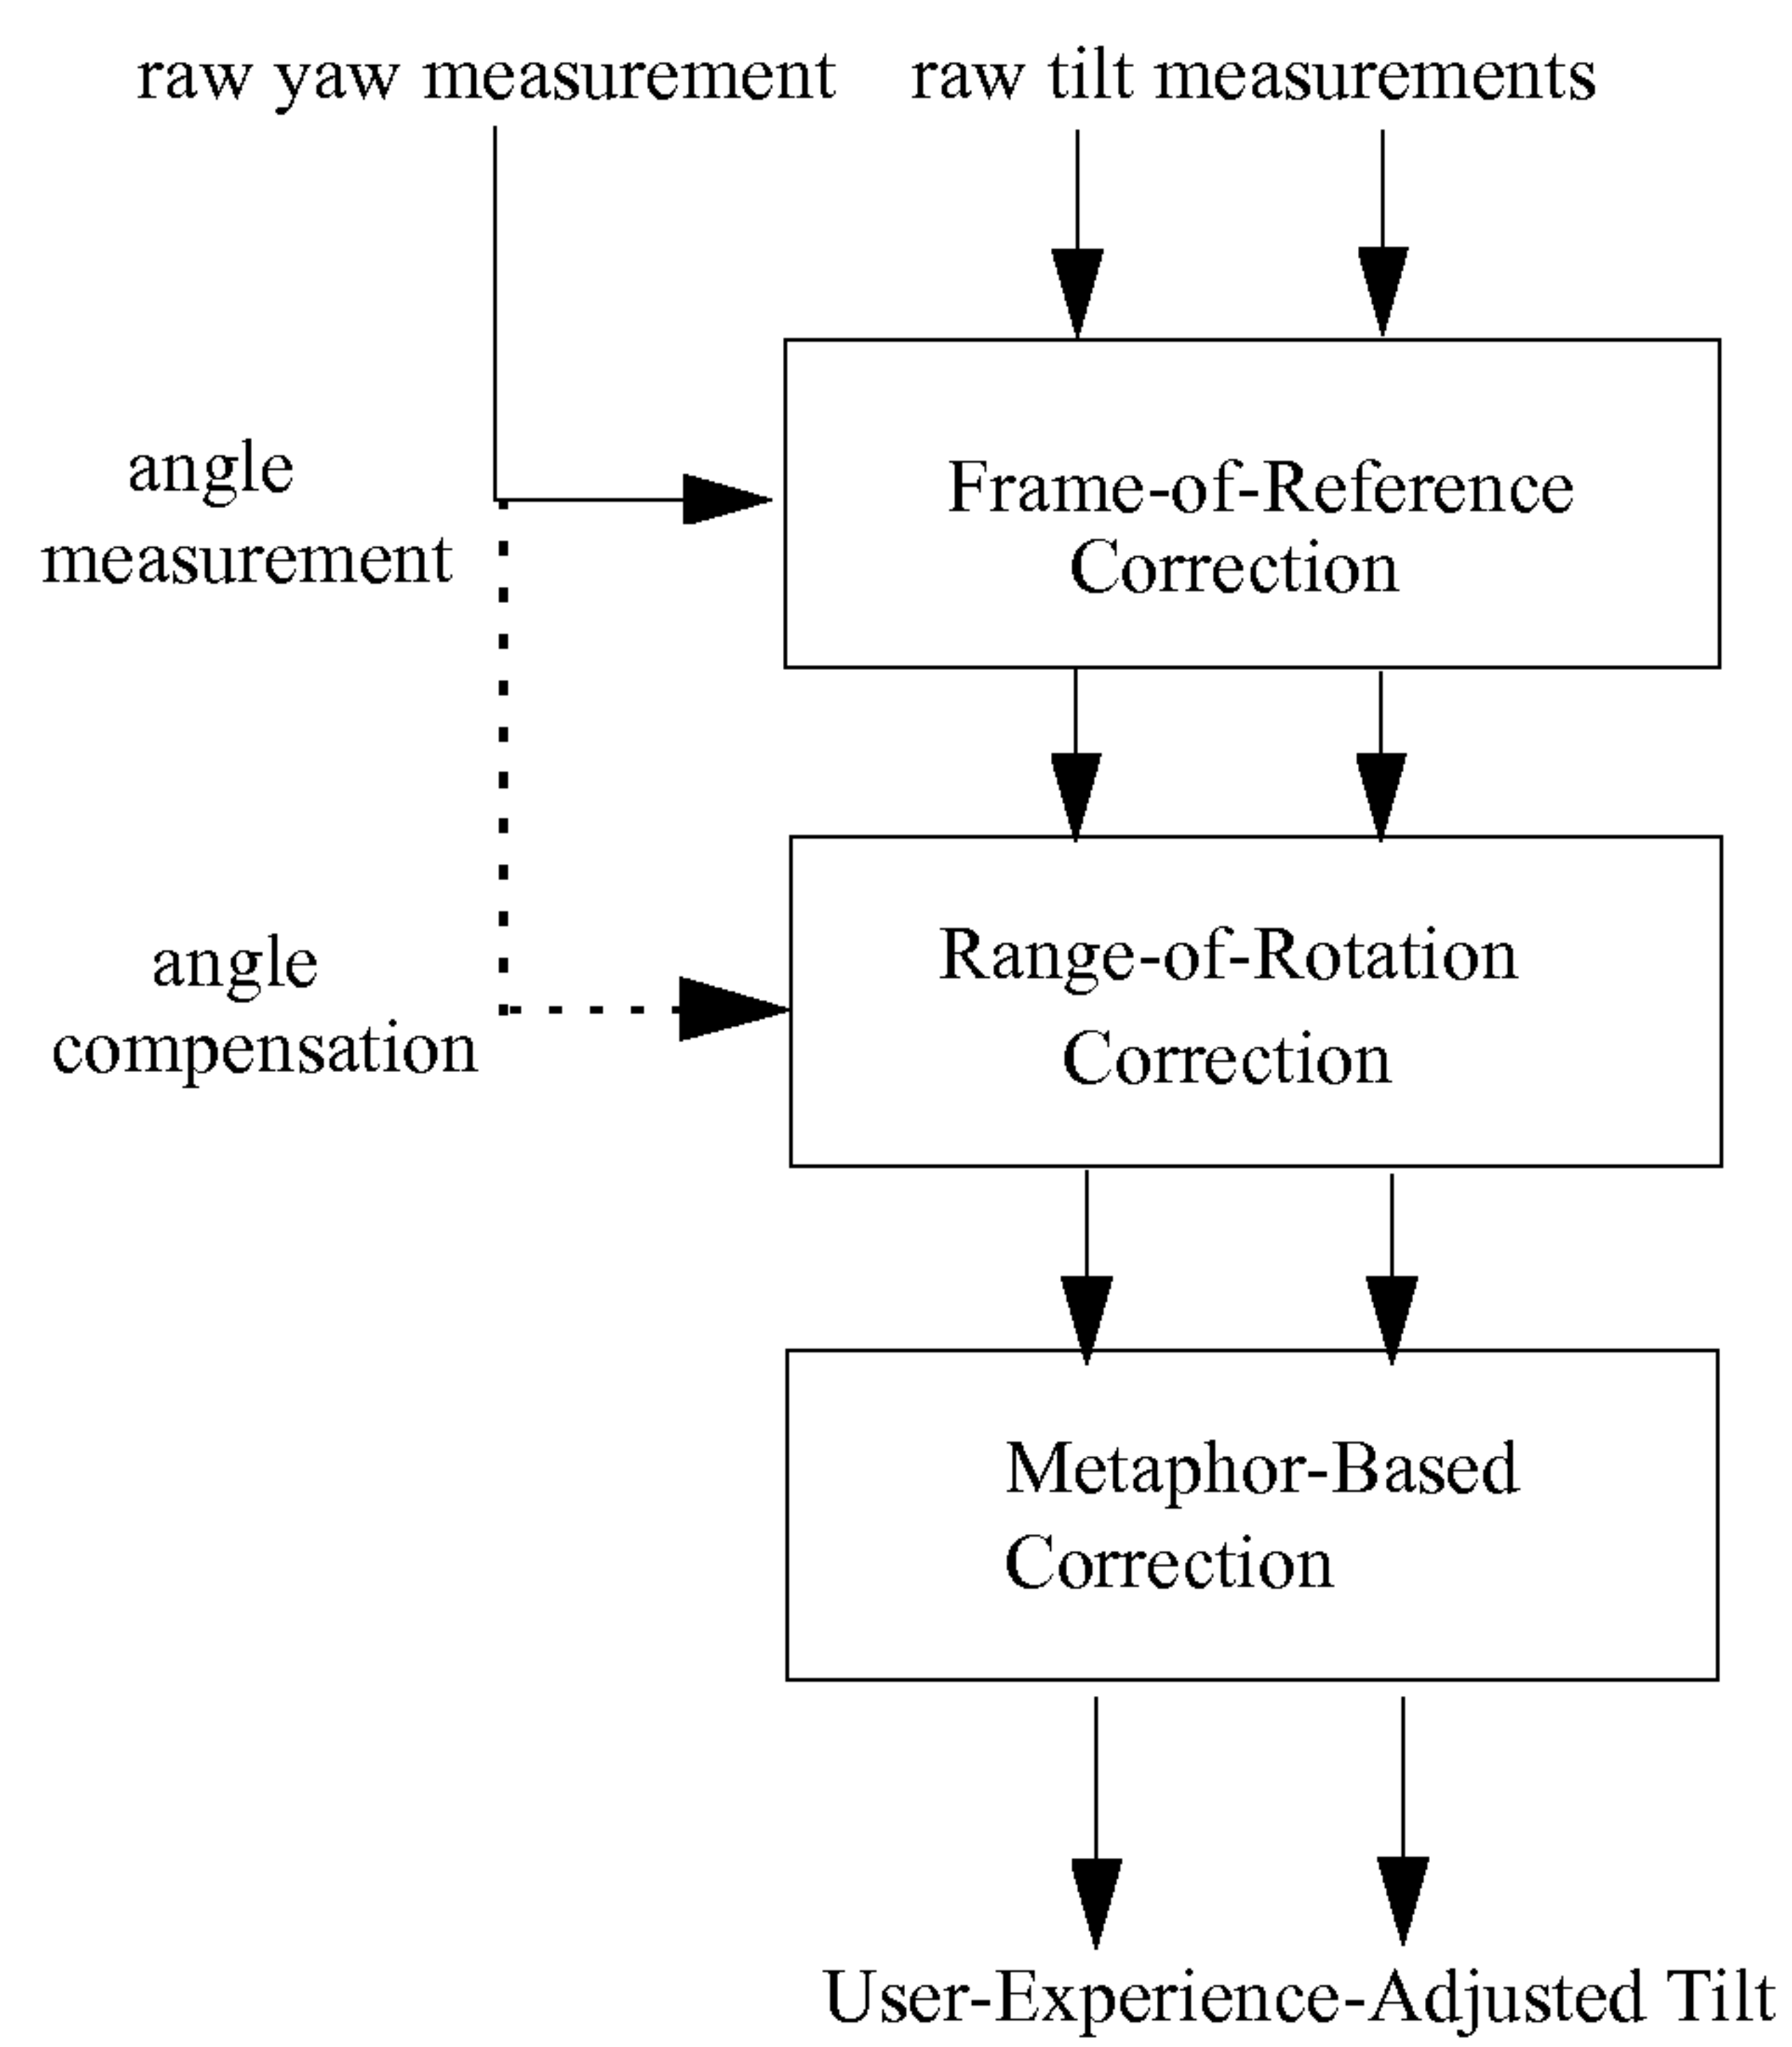 raw yaw measurement
raw tilt measurements
angle
measurement
Frame-of-Reference
Correction
angle
compensation
Range-of-Rotation
Correction
Metaphor-Based
Correction
User-Experience-Adjusted Tilt